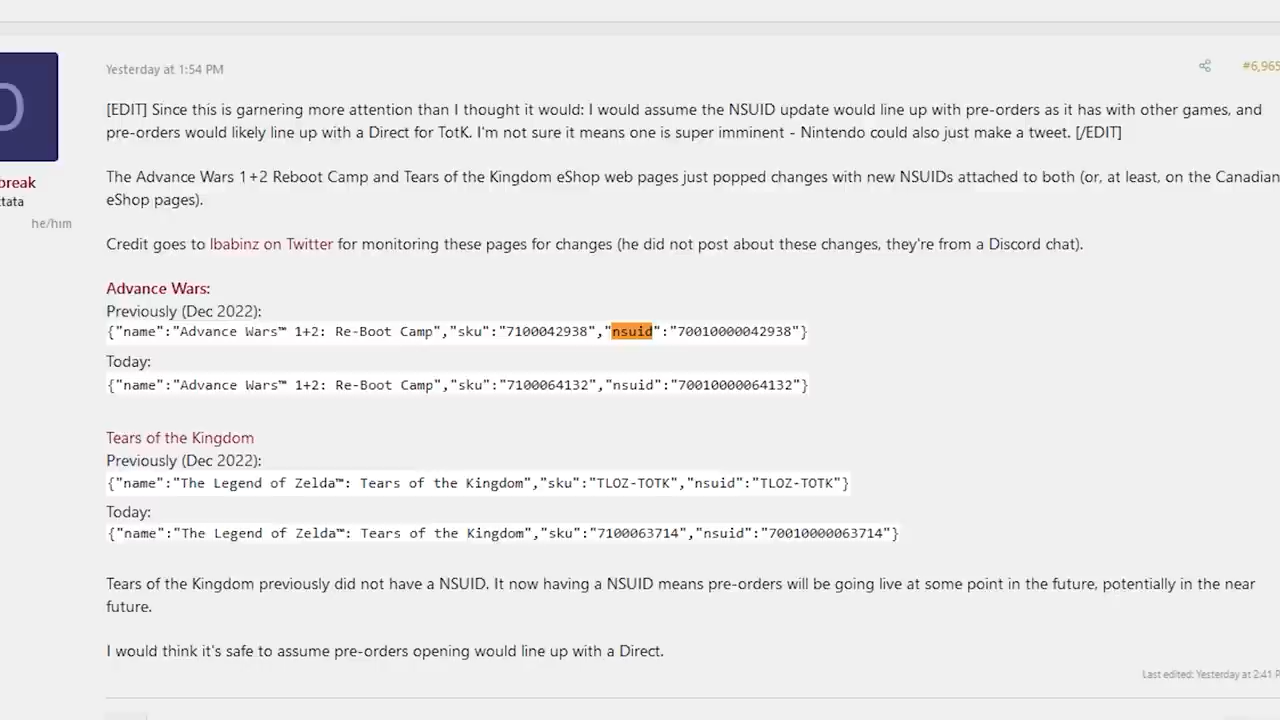 Yesterday at 1:54 PM
#6,965
[EDIT] Since this is garnering more attention than I thought it would: I would assume the NSUID update would line up with pre-orders as it has with other games, and
pre-orders would likely line up with a Direct for TotK. I'm not sure it means one is super imminent - Nintendo could also just make a tweet. [/EDIT]
break
tata
he/him
The Advance Wars 1+2 Reboot Camp and Tears of the Kingdom eShop web pages just popped changes with new NSUIDs attached to both (or, at least, on the Canadian
eShop pages).
Credit goes to lbabinz on Twitter for monitoring these pages for changes (he did not post about these changes, they're from a Discord chat).
Advance Wars:
Previously (Dec 2022):
{"name":"Advance Wars™ 1+2: Re-Boot Camp","sku":"7100042938","nsuid":"70010000042938"}
Today:
{"name":"Advance Wars™ 1+2: Re-Boot Camp","sku":"7100064132","nsuid":"70010000064132"}
Tears of the Kingdom
Previously (Dec 2022):
{"name":"The Legend of Zelda™: Tears of the Kingdom","sku":"TLOZ-TOTK","nsuid":"TLOZ-TOTK"}
Today:
{"name":"The Legend of Zelda™: Tears of the Kingdom","sku":"7100063714","nsuid":"70010000063714"}
Tears of the Kingdom previously did not have a NSUID. It now having a NSUID means pre-orders will be going live at some point in the future, potentially in the near
future.
I would think it's safe to assume pre-orders opening would line up with a Direct.
Last edited: Yesterday at 2:41 P